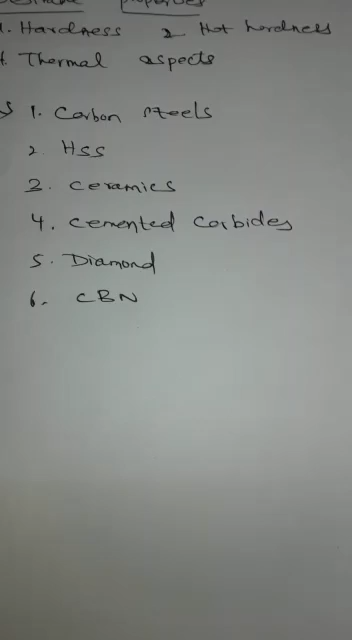 properties
1. Hardness 2 Hot hardness
Thermal aspects
1. Carbon steels
2. HSS
3. Ceramics
4. Cemented Carbides
5. Diamond
6. CBN